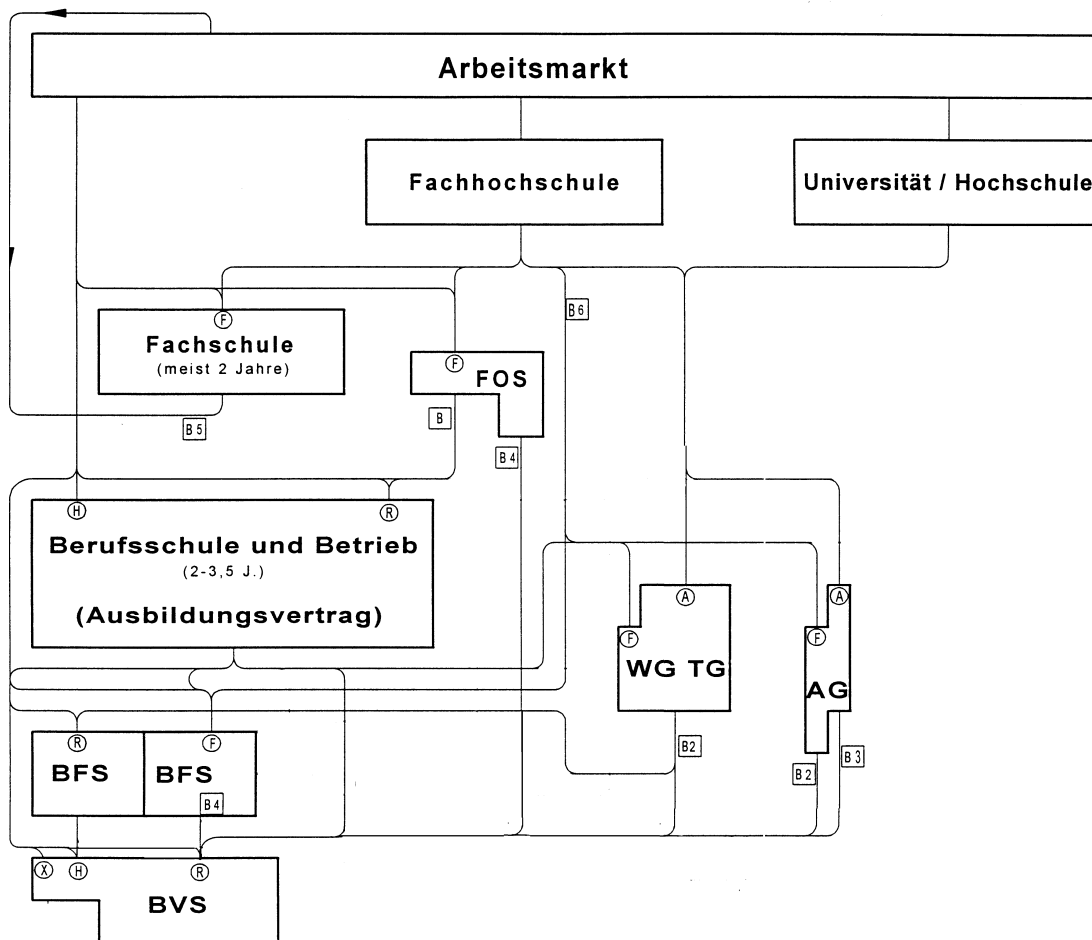 Arbeitsmarkt
Fachhochschule
Universität / Hochschule
B6
F
Fachschule
(meist 2 Jahre)
F
FOS
B5
B
B4
H
R
Berufsschule und Betrieb
(2-3,5 J.)
(Ausbildungsvertrag)
A
A
F
F
WG TG
AG
R
F
B2
B3
BFS
BFS
B2
B4
X
H
R
BVS